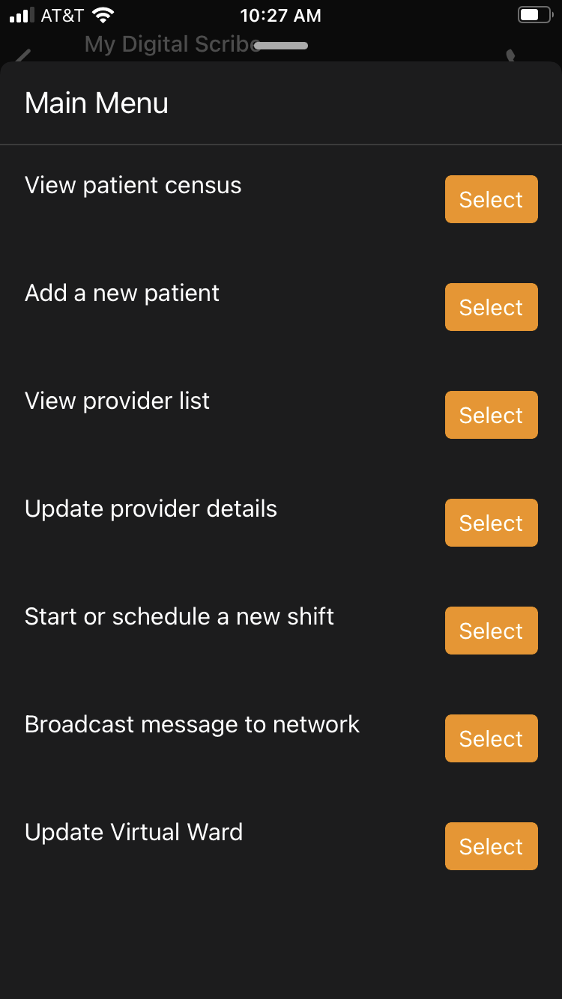 AT&T 10:27 AM
My Digital Scribe
Main Menu
View patient census
Select
Add a new patient
Select
View provider list
Select
Update provider details
Select
Start or schedule a new shift
Select
Broadcast message to network
Select
Update Virtual Ward
Select